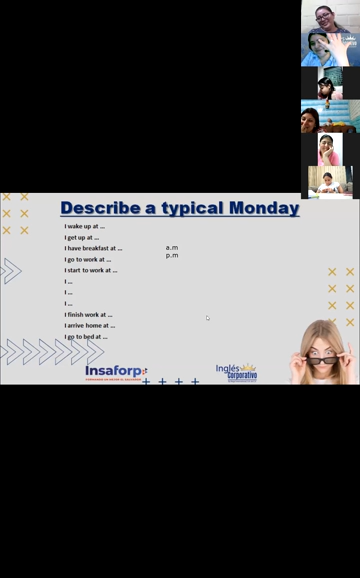 Describe a typical Monday
I wake up at ...
I get up at ...
I have breakfast at ...
a.m
I go to work at ...
p.m
I start to work at ...
I ...
I ...
I ...
I finish work at ...
I arrive home at ...
I go to bed at ...
Insaforp
Inglés
Corporativo